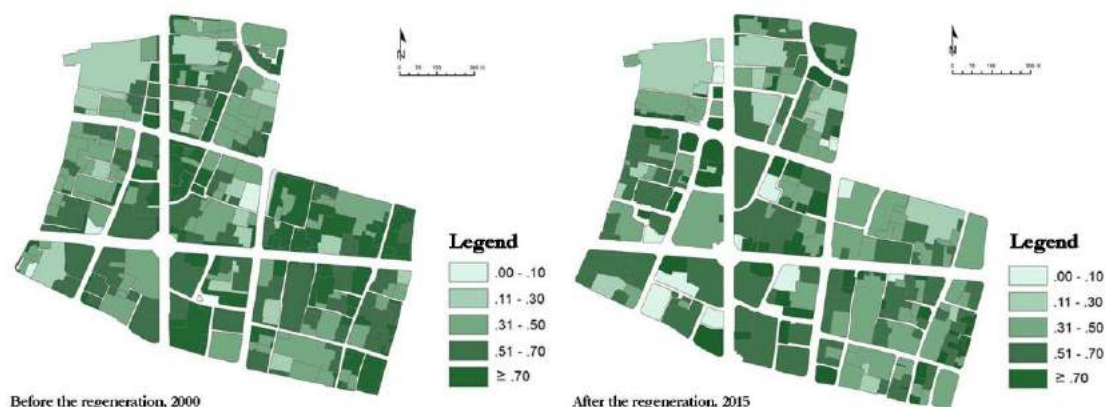 N
N
Legend
.00 - .10
.11 - .30
.31 - .50
.51 - .70
≥ .70
Before the regeneration, 2000
Legend
.00 - .10
.11 - .30
.31 - .50
.51 - .70
≥ .70
After the regeneration, 2015